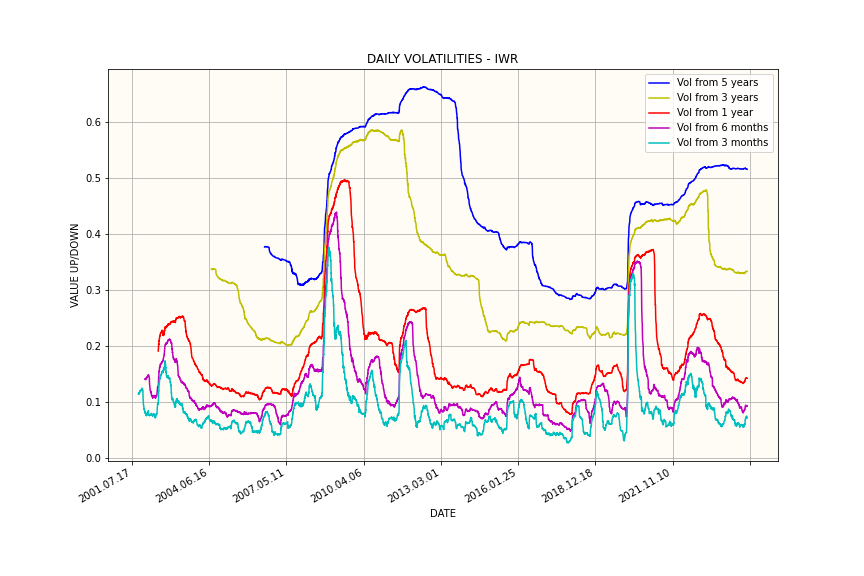 DAILY VOLATILITIES - IWR
Vol from 5 years
Vol from 3 years
Vol from 1 year
Vol from 6 months
Vol from 3 months
VALUE UP/DOWN
0.6
0.5
0.4
0.3
0.2
0.1
0.0
2001.07.17
2004.06.16
2007.05.11
2010.04.06
2013.03.01
2016.01.25
2018.12.18
2021.11.10
DATE